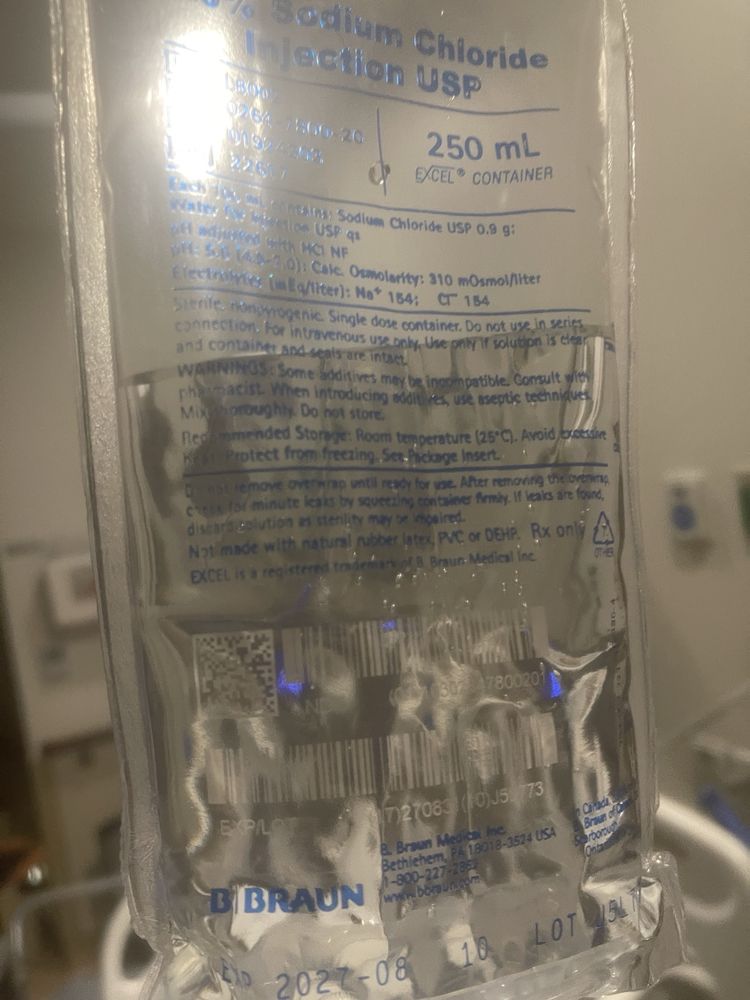 Sodium Chloride
Injection USP
250 mL
EXCEL® CONTAINER
Each 100 mL contains: Sodium Chloride USP 0.9 g;
Water for Injection USP qs
pH adjusted with HCl NF
Calc. Osmolarity: 310 mOsmol/liter
Electrolytes (mEq/liter): Na⁺ 154; Cl⁻ 154
Sterile, nonpyrogenic. Single dose container. Do not use in series
connection. For intravenous use only. Use only if solution is clear
and container and seals are intact.
WARNINGS: Some additives may be incompatible. Consult with
pharmacist. When introducing additives, use aseptic techniques.
Mix thoroughly. Do not store.
Recommended Storage: Room temperature (25°C). Avoid excessive
heat. Protect from freezing. See Package Insert.
Do not remove overwrap until ready for use. After removing the overwrap,
check for minute leaks by squeezing container firmly. If leaks are found,
discard solution as sterility may be impaired.
Not made with natural rubber latex, PVC or DEHP. Rx only
OTHER
EXCEL is a registered trademark of B. Braun Medical Inc.
EXP/LOT
B. Braun Medical Inc.
Bethlehem, PA 18018-3524 USA
www.bbraun.com
In Canada,
B. Braun of
Scarborough
B|BRAUN
EXP 2027-08 10 LOT